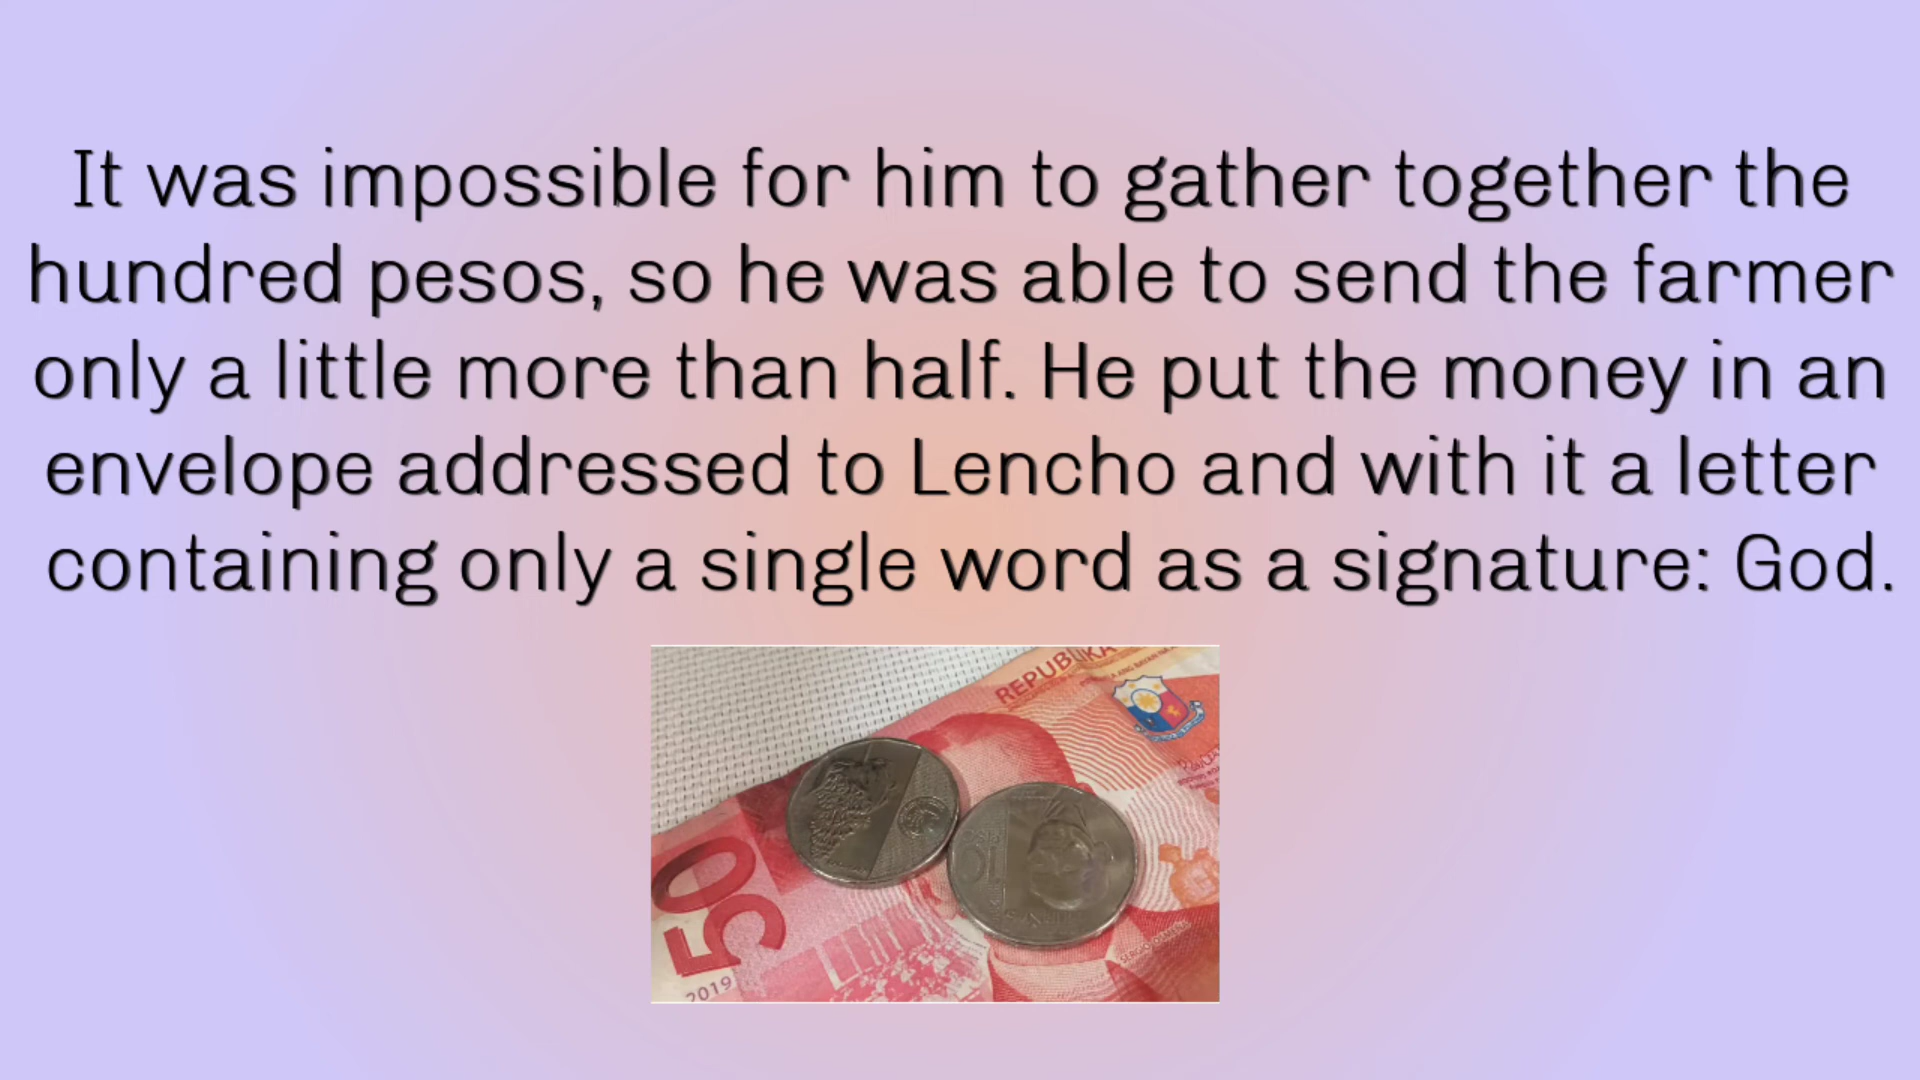 It was impossible for him to gather together the
hundred pesos, so he was able to send the farmer
only a little more than half. He put the money in an
envelope addressed to Lencho and with it a letter
containing only a single word as a signature: God.
REPUBLIKA
50
2019